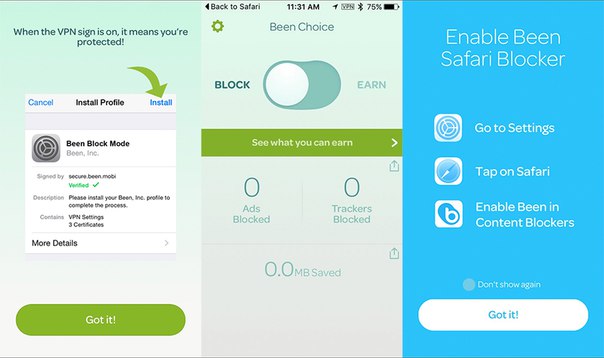 When the VPN sign is on, it means you're
protected!
Cancel Install Profile Install
Been Block Mode
Been, Inc.
Signed by secure.been.mobi
Verified ✓
Description Please install your Been, Inc. profile to
complete the process.
Contains VPN Settings
3 Certificates
More Details
Got it!
Back to Safari 11:31 AM VPN 75%
Been Choice
BLOCK EARN
See what you can earn
0 0
Ads Trackers
Blocked Blocked
0.0 MB Saved
Enable Been
Safari Blocker
Go to Settings
Tap on Safari
Enable Been in
Content Blockers
Don't show again
Got it!